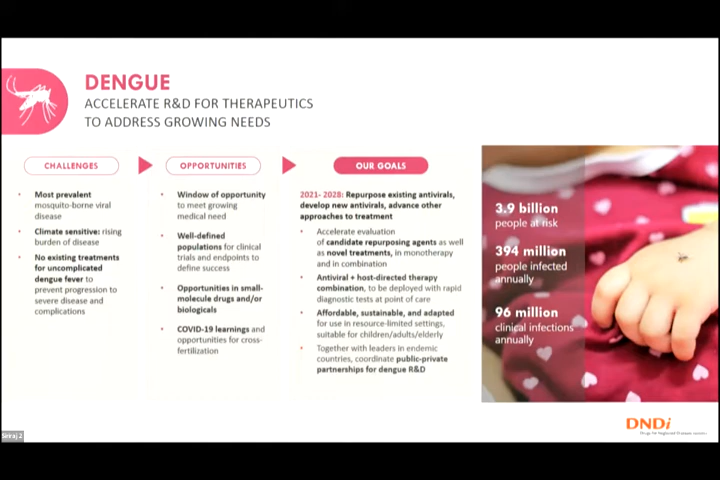 DENGUE
ACCELERATE R&D FOR THERAPEUTICS
TO ADDRESS GROWING NEEDS
CHALLENGES
• Most prevalent
mosquito-borne viral
disease
• Climate sensitive: rising
burden of disease
• No existing treatments
for uncomplicated
dengue fever to
prevent progression to
severe disease and
complications
OPPORTUNITIES
• Window of opportunity
to meet growing
medical need
• Well-defined
populations for clinical
trials and endpoints to
define success
• Opportunities in small-
molecule drugs and/or
biologicals
• COVID-19 learnings and
opportunities for cross-
fertilization
OUR GOALS
2021- 2028: Repurpose existing antivirals,
develop new antivirals, advance other
approaches to treatment
• Accelerate evaluation
of candidate repurposing agents as well
as novel treatments, in monotherapy
and in combination
• Antiviral + host-directed therapy
combination, to be deployed with rapid
diagnostic tests at point of care
• Affordable, sustainable, and adapted
for use in resource-limited settings,
suitable for children/adults/elderly
• Together with leaders in endemic
countries, coordinate public-private
partnerships for dengue R&D
3.9 billion
people at risk
394 million
people infected
annually
96 million
clinical infections
annually
DNDi
Drugs for Neglected Diseases
Siriraj 2